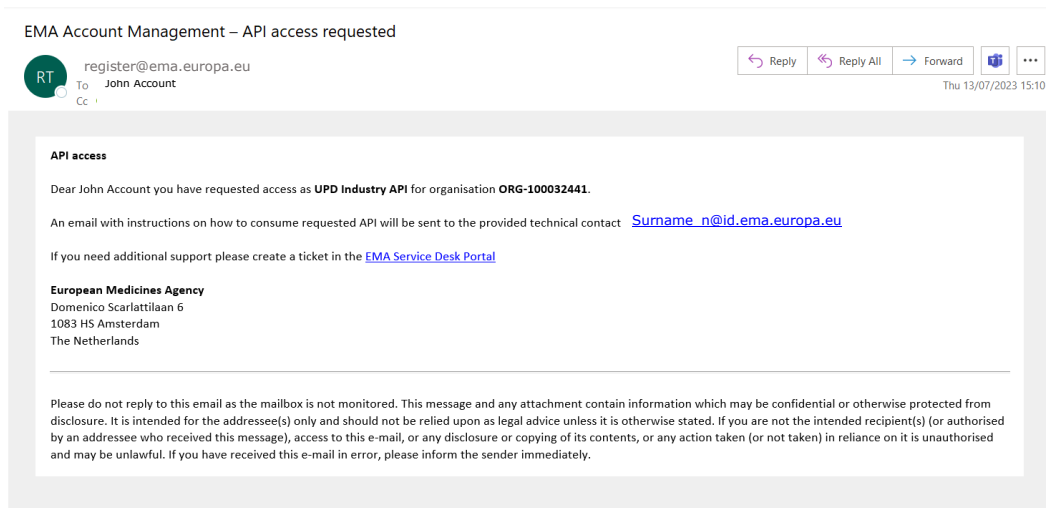 EMA Account Management – API access requested
RT
register@ema.europa.eu
To John Account
Cc
Reply
Reply All
Forward
Thu 13/07/2023 15:10
API access
Dear John Account you have requested access as UPD Industry API for organisation ORG-100032441.
An email with instructions on how to consume requested API will be sent to the provided technical contact Surname_n@id.ema.europa.eu
If you need additional support please create a ticket in the EMA Service Desk Portal
European Medicines Agency
Domenico Scarlattilaan 6
1083 HS Amsterdam
The Netherlands
Please do not reply to this email as the mailbox is not monitored. This message and any attachment contain information which may be confidential or otherwise protected from
disclosure. It is intended for the addressee(s) only and should not be relied upon as legal advice unless it is otherwise stated. If you are not the intended recipient(s) (or authorised
by an addressee who received this message), access to this e-mail, or any disclosure or copying of its contents, or any action taken (or not taken) in reliance on it is unauthorised
and may be unlawful. If you have received this e-mail in error, please inform the sender immediately.